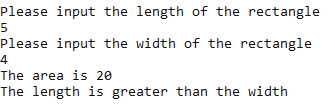 Please input the length of the rectangle
5
Please input the width of the rectangle
4
The area is 20
The length is greater than the width